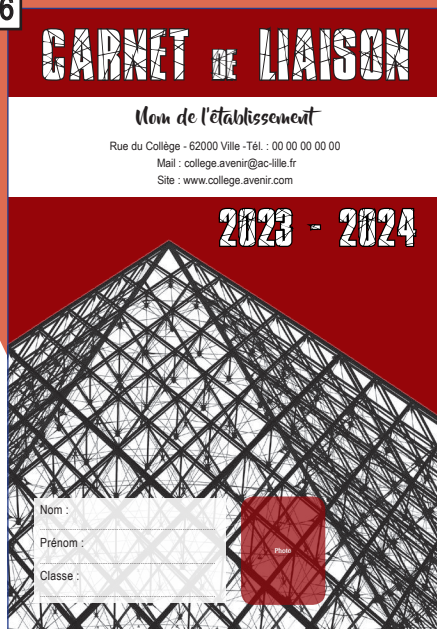 6
CARNET DE LIAISON
Nom de l'établissement
Rue du Collège - 62000 Ville -Tél. : 00 00 00 00 00
Mail : college.avenir@ac-lille.fr
Site : www.college.avenir.com
2023 - 2024
Nom :
Prénom :
Classe :
Photo